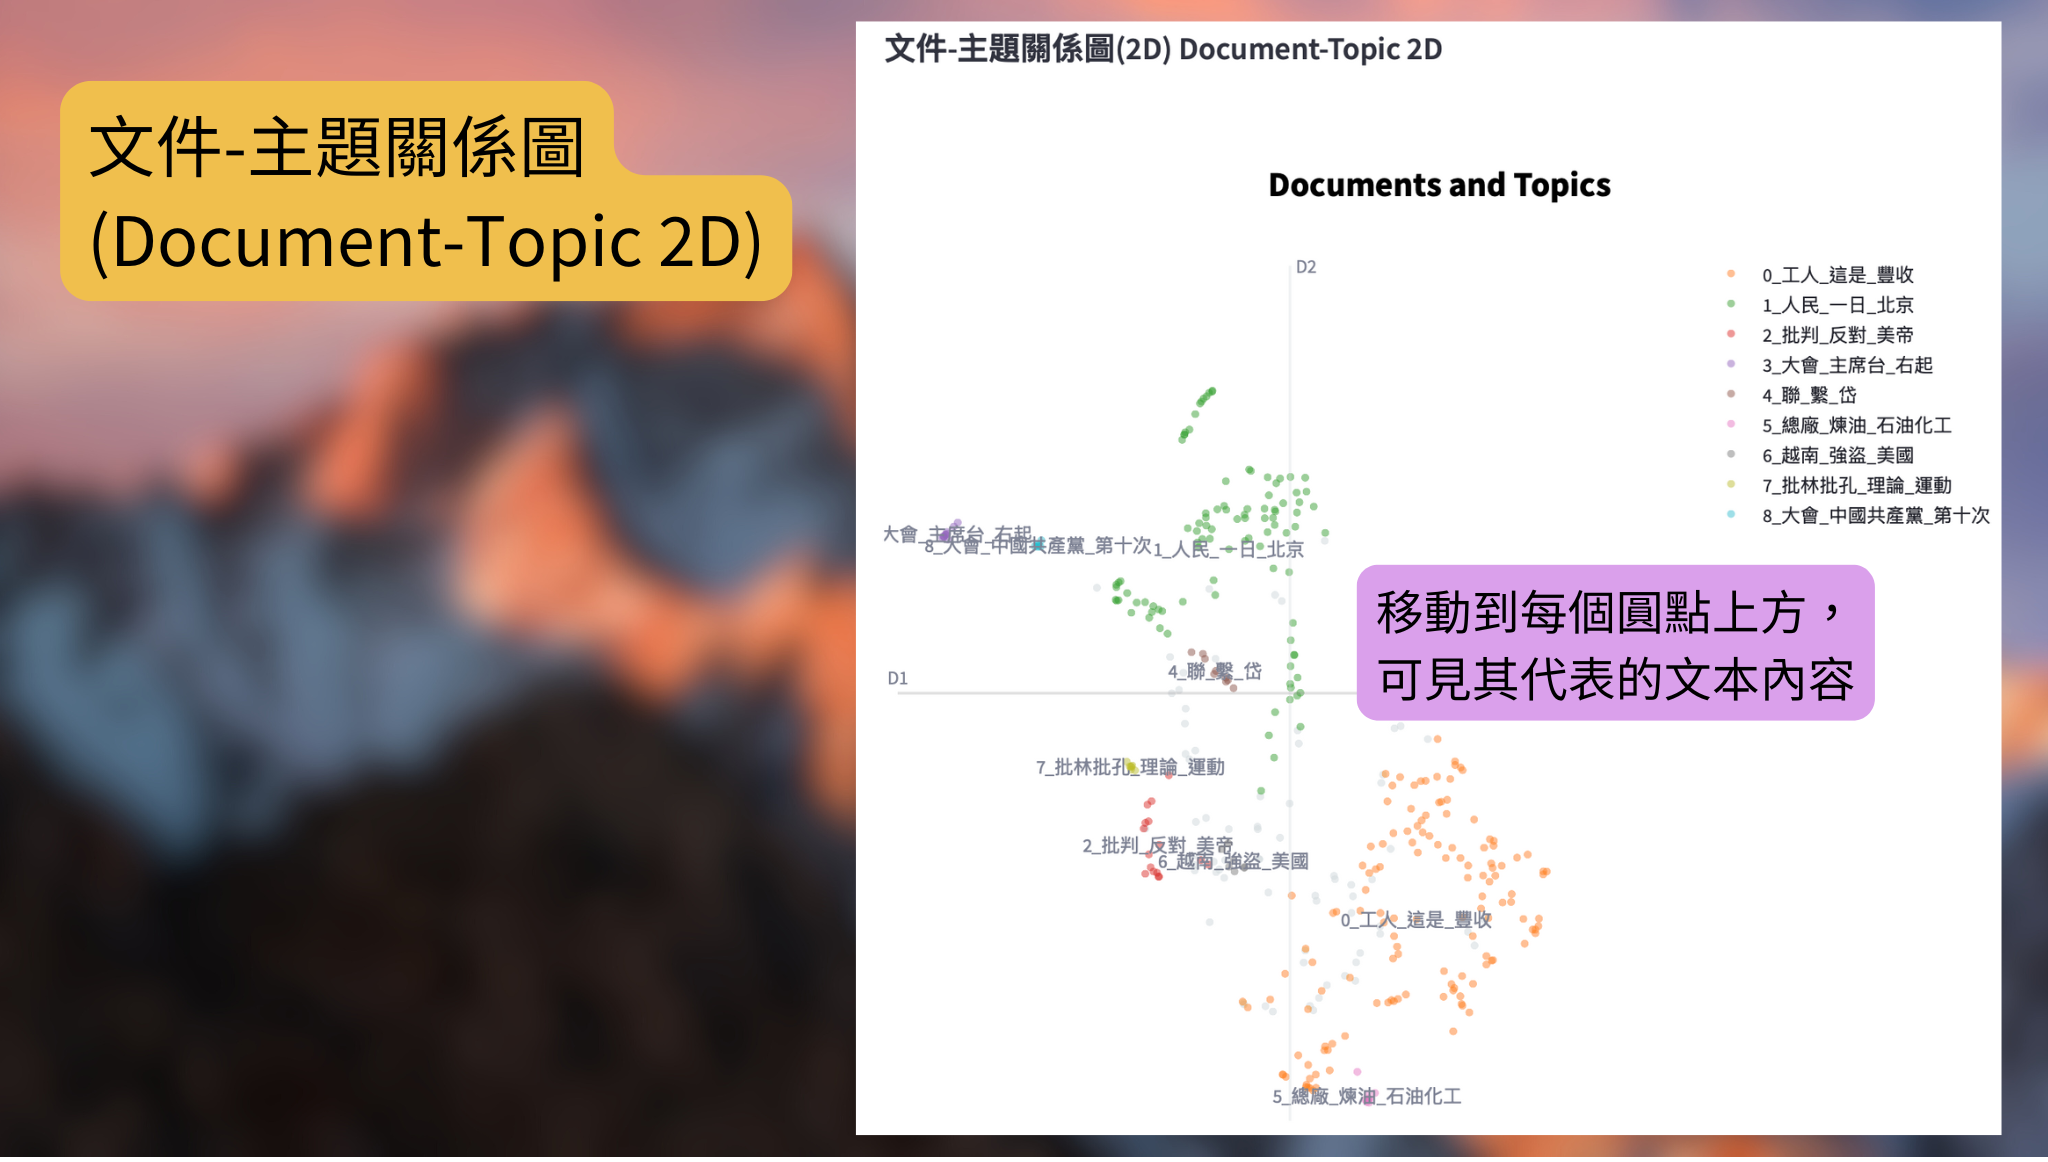 文件-主題關係圖
(Document-Topic 2D)
文件-主題關係圖(2D) Document-Topic 2D
Documents and Topics
D2
0_工人_這是_豐收
1_人民_一日_北京
2_批判_反對_美帝
3_大會_主席台_右起
4_聯_繫_岱
5_總廠_煉油_石油化工
6_越南_強盜_美國
7_批林批孔_理論_運動
8_大會_中國共產黨_第十次
大會_主席台_右起
8_大會_中國共產黨_第十次
1_人民_一日_北京
移動到每個圓點上方，
可見其代表的文本內容
4_聯_繫_岱
D1
7_批林批孔_理論_運動
2_批判_反對_美帝
6_越南_強盜_美國
0_工人_這是_豐收
5_總廠_煉油_石油化工